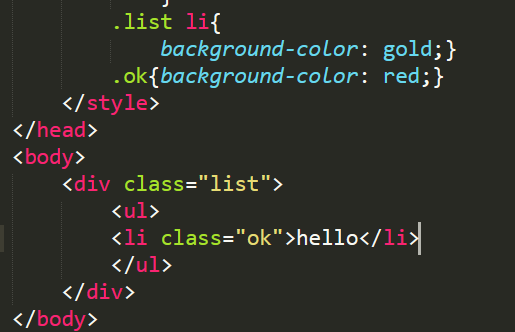 }
.list li{
background-color: gold;}
.ok{background-color: red;}
</style>
</head>
<body>
<div class="list">
<ul>
<li class="ok">hello</li>
</ul>
</div>
</body>